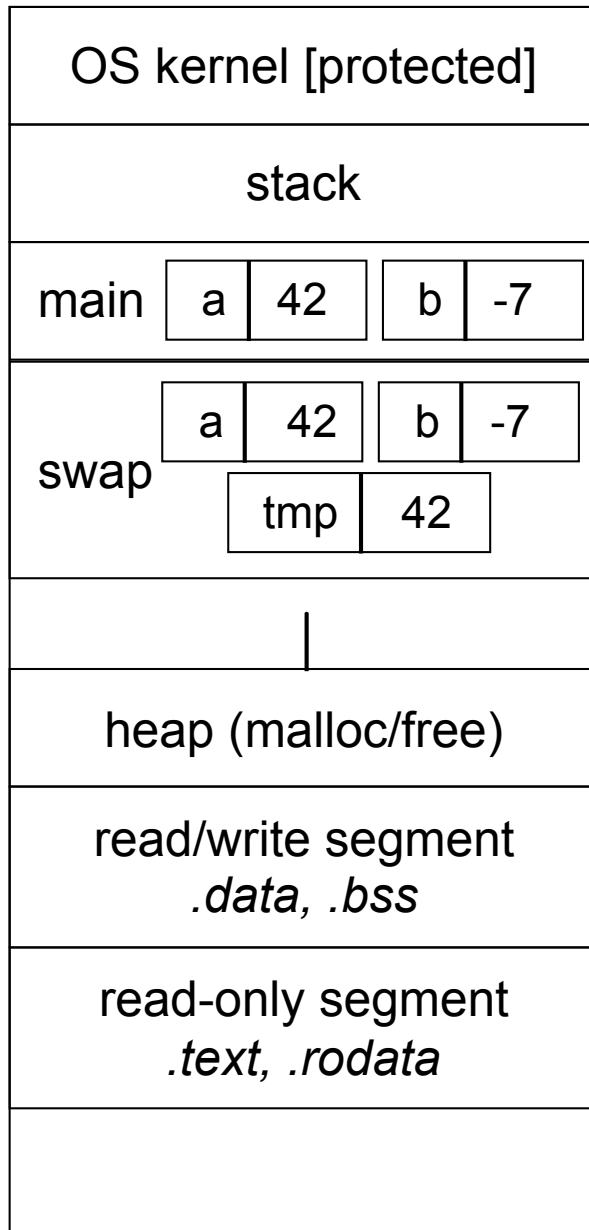 OS kernel [protected]
stack
main a 42 b -7
a 42 b -7
swap
tmp 42
heap (malloc/free)
read/write segment
.data, .bss
read-only segment
.text, .rodata